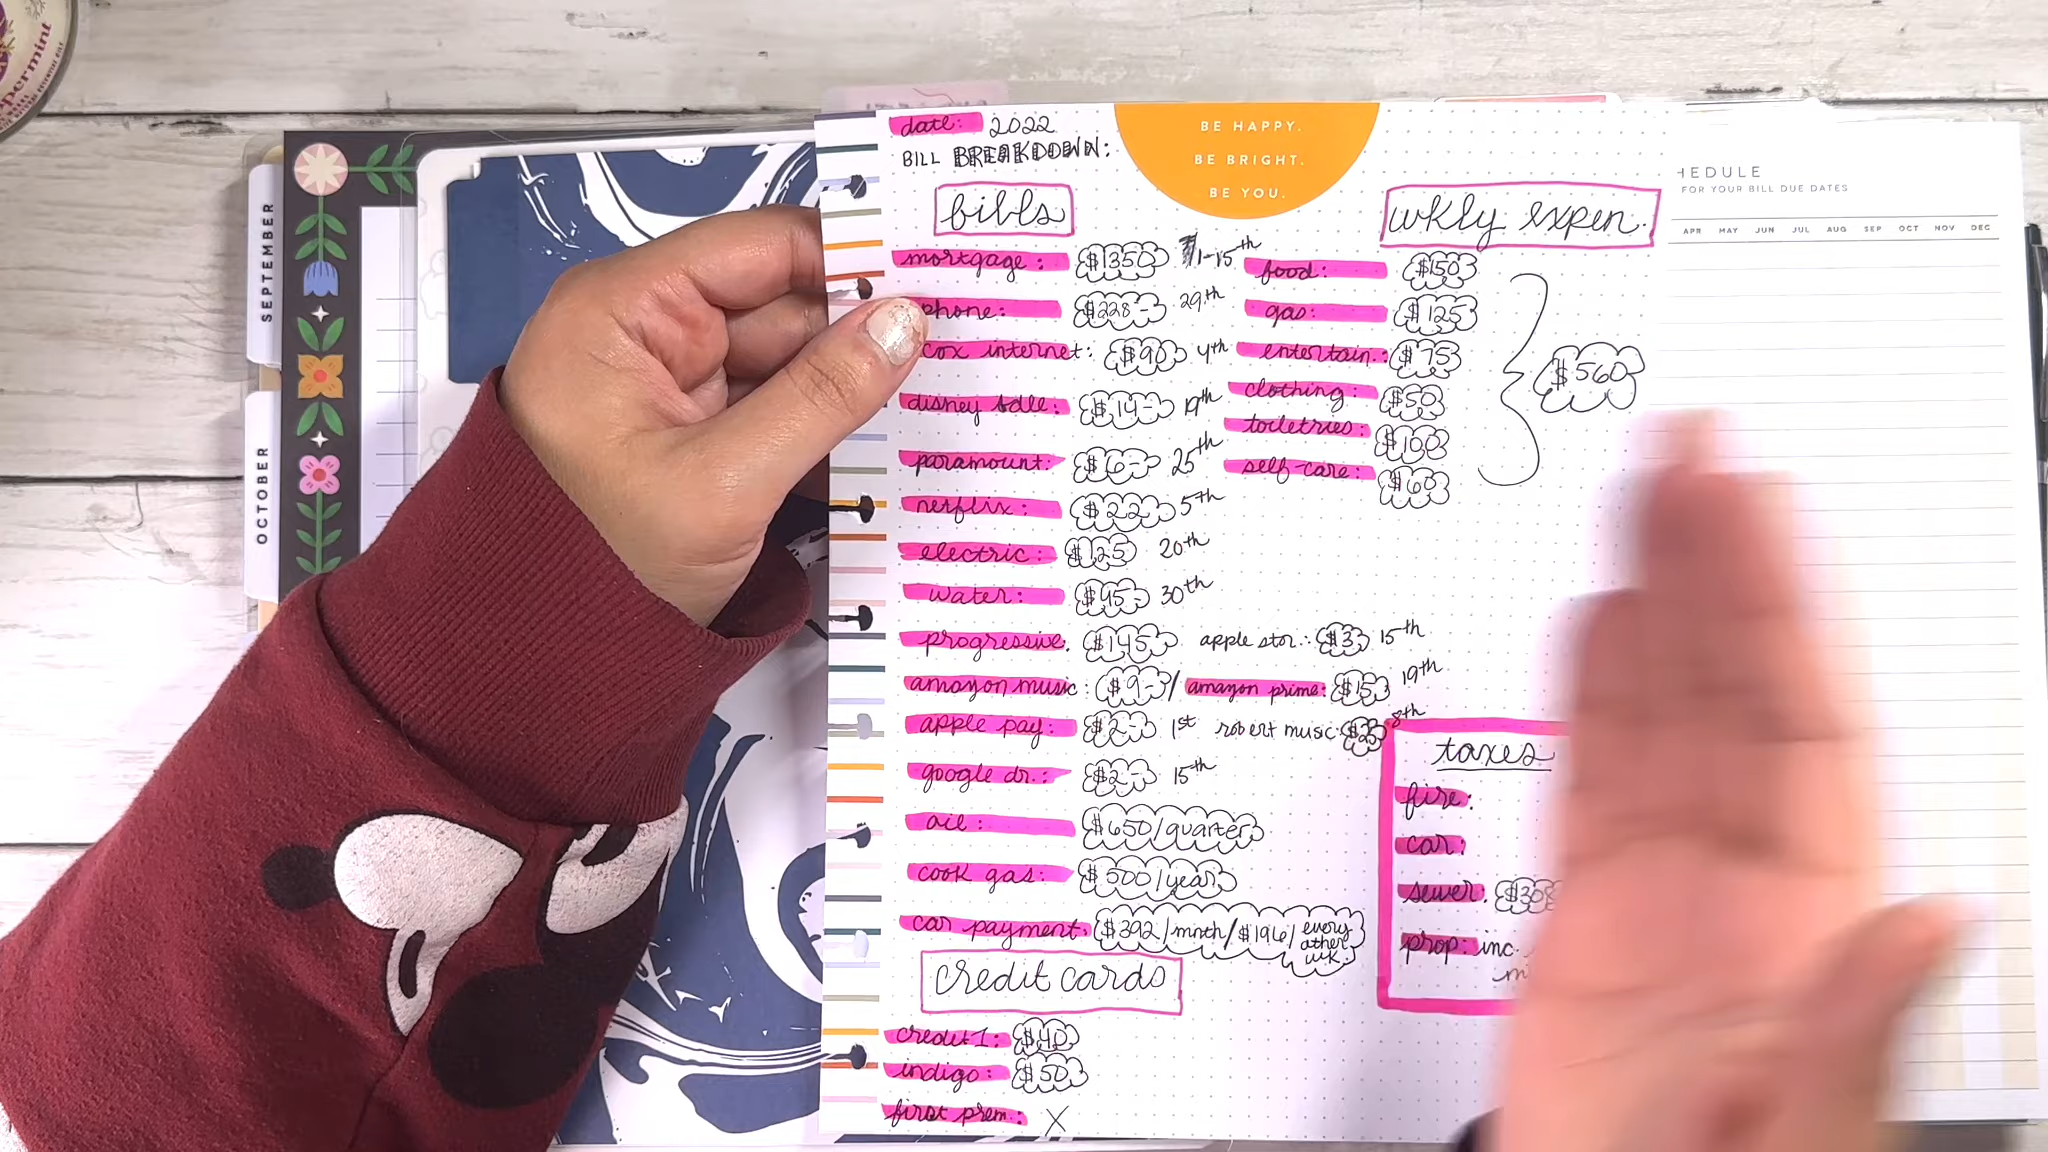 peppermint
SEPTEMBER
OCTOBER
date: 2022
BILL BREAKDOWN:
BE HAPPY.
BE BRIGHT.
BE YOU.
bills
mortgage: $1350 1-15th
phone: $228- 29th
cox internet: $90 4th
disney bdle: $14- 19th
paramount: $6- 25th
netflix: $22 5th
electric: $125 20th
water: $95 30th
progressive: $145 apple stor.: $3 15th
amazon music: $9-/ amazon prime: $15 19th
apple pay: $2- 1st robert music: $25 8th
google dr.: $2- 15th
oil: $650/quarter
cook gas: $500/year
car payment: $392/mnth/$196/every other wk.
credit cards
credit 1: $40
indigo: $50
first prem.: X
wkly expen.
food: $150
gas: $125
entertain.: $75
clothing: $50
toiletries: $100
self-care: $60
$560
taxes
fire:
car:
sewer: $308
prop: inc.
HEDULE
FOR YOUR BILL DUE DATES
APR MAY JUN JUL AUG SEP OCT NOV DEC